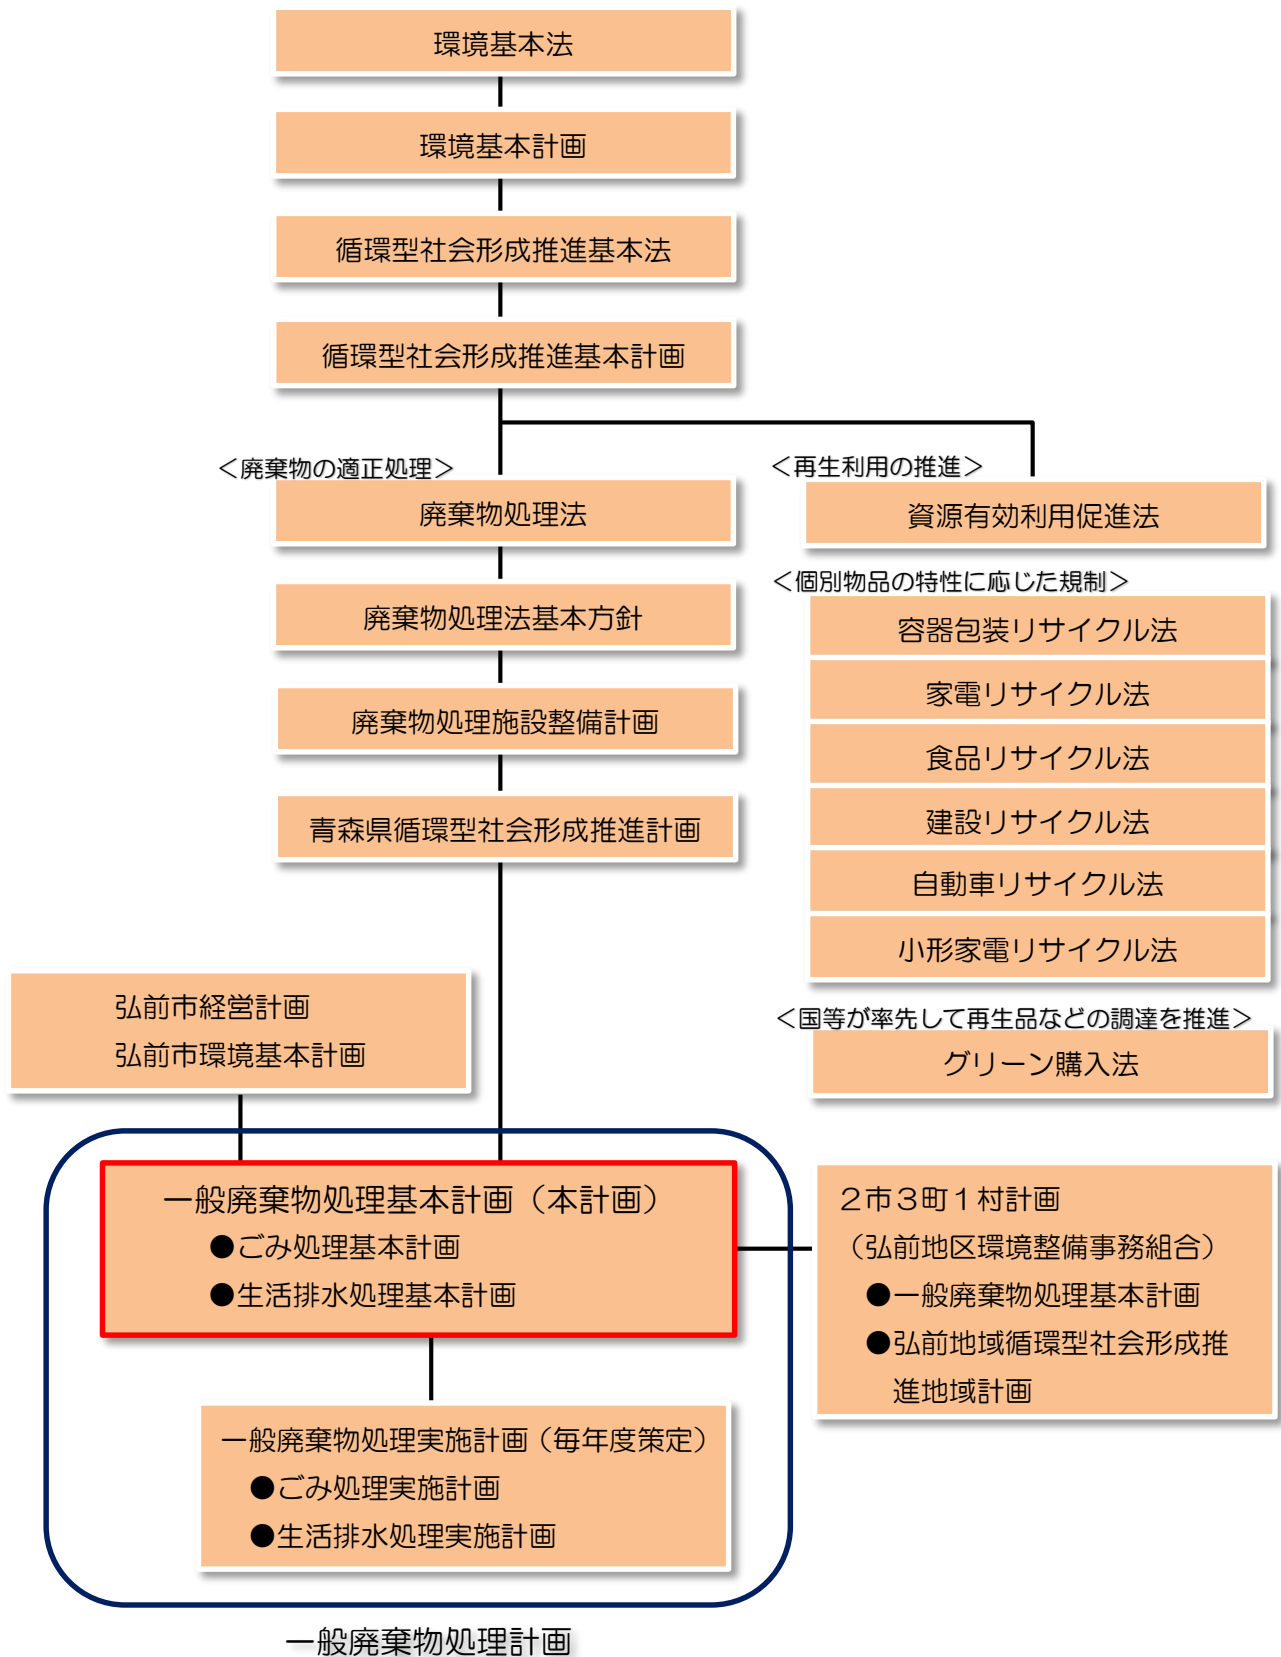 環境基本法
環境基本計画
循環型社会形成推進基本法
循環型社会形成推進基本計画
＜廃棄物の適正処理＞
廃棄物処理法
廃棄物処理法基本方針
廃棄物処理施設整備計画
青森県循環型社会形成推進計画
＜再生利用の推進＞
資源有効利用促進法
＜個別物品の特性に応じた規制＞
容器包装リサイクル法
家電リサイクル法
食品リサイクル法
建設リサイクル法
自動車リサイクル法
小形家電リサイクル法
＜国等が率先して再生品などの調達を推進＞
グリーン購入法
弘前市経営計画
弘前市環境基本計画
一般廃棄物処理基本計画（本計画）
●ごみ処理基本計画
●生活排水処理基本計画
２市３町１村計画
（弘前地区環境整備事務組合）
●一般廃棄物処理基本計画
●弘前地域循環型社会形成推
進地域計画
一般廃棄物処理実施計画（毎年度策定）
●ごみ処理実施計画
●生活排水処理実施計画
一般廃棄物処理計画